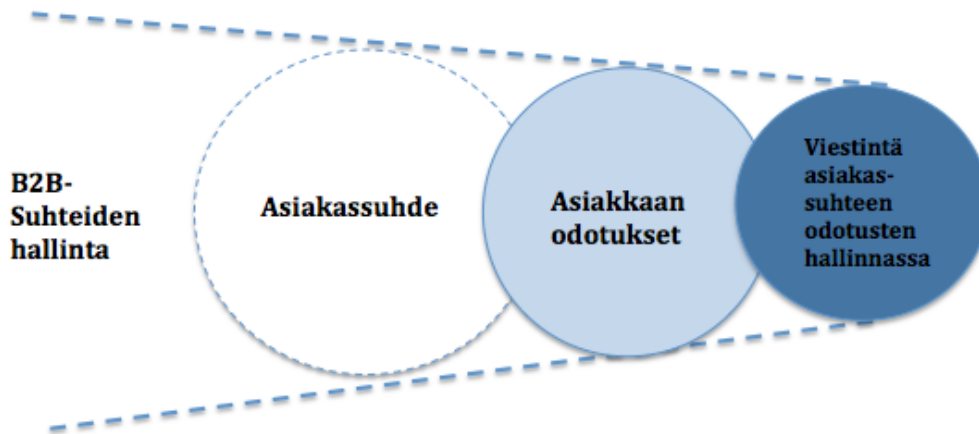 B2B-
Suhteiden
hallinta
Asiakassuhde
Asiakkaan
odotukset
Viestintä
asiakas-
suhteen
odotusten
hallinnassa